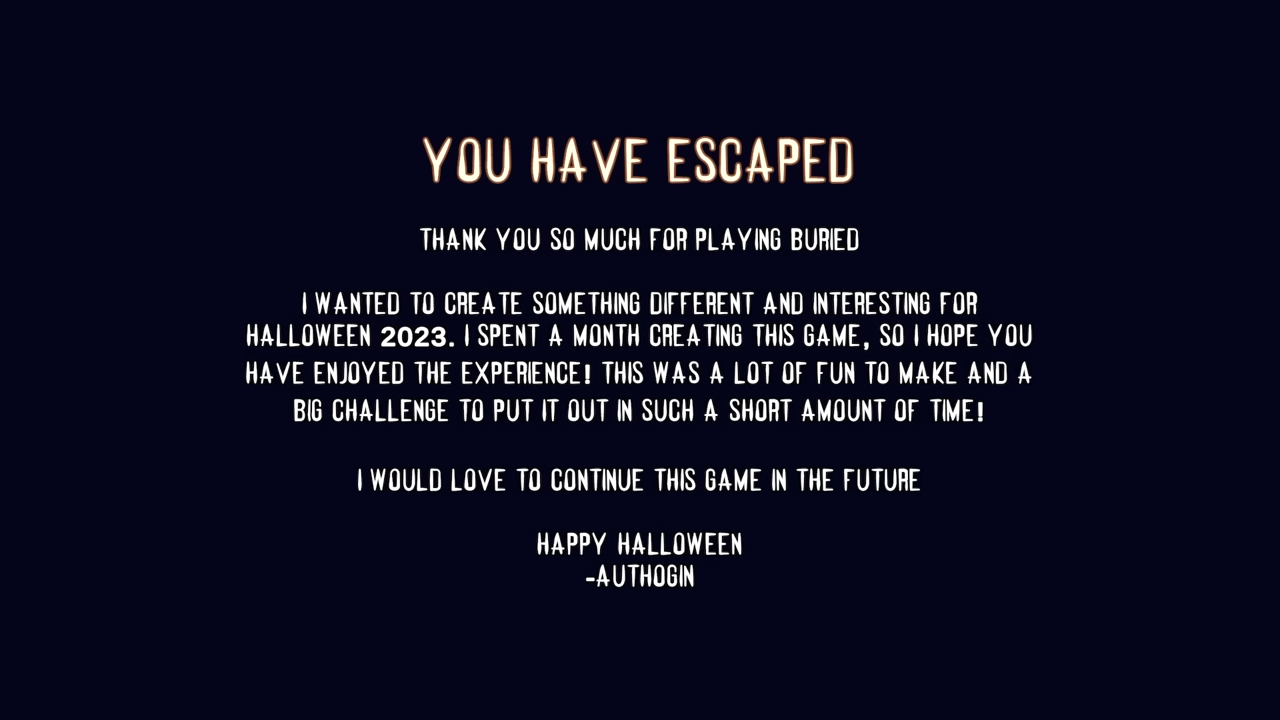 YOU HAVE ESCAPED
THANK YOU SO MUCH FOR PLAYING BURIED
I WANTED TO CREATE SOMETHING DIFFERENT AND INTERESTING FOR
HALLOWEEN 2023. I SPENT A MONTH CREATING THIS GAME, SO I HOPE YOU
HAVE ENJOYED THE EXPERIENCE! THIS WAS A LOT OF FUN TO MAKE AND A
BIG CHALLENGE TO PUT IT OUT IN SUCH A SHORT AMOUNT OF TIME!
I WOULD LOVE TO CONTINUE THIS GAME IN THE FUTURE
HAPPY HALLOWEEN
-AUTHOGIN